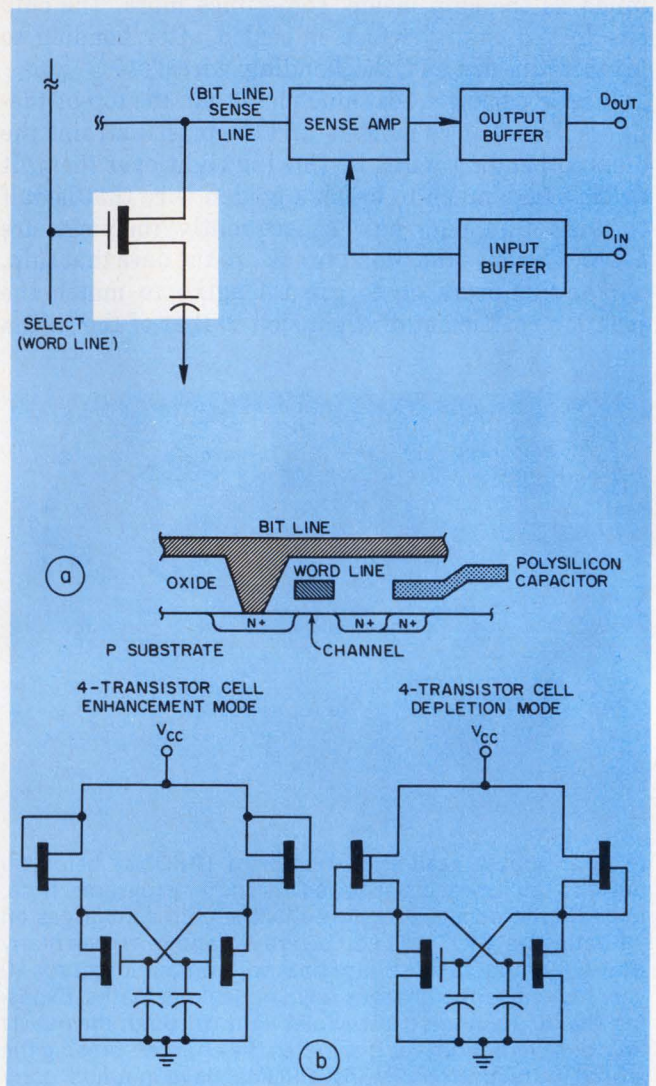 (BIT LINE)
SENSE
LINE
SENSE AMP
OUTPUT
BUFFER
DOUT
INPUT
BUFFER
DIN
SELECT
(WORD LINE)
a
BIT LINE
OXIDE
WORD LINE
POLYSILICON
CAPACITOR
N+
N+
N+
P SUBSTRATE
CHANNEL
4-TRANSISTOR CELL
ENHANCEMENT MODE
VCC
4-TRANSISTOR CELL
DEPLETION MODE
VCC
b